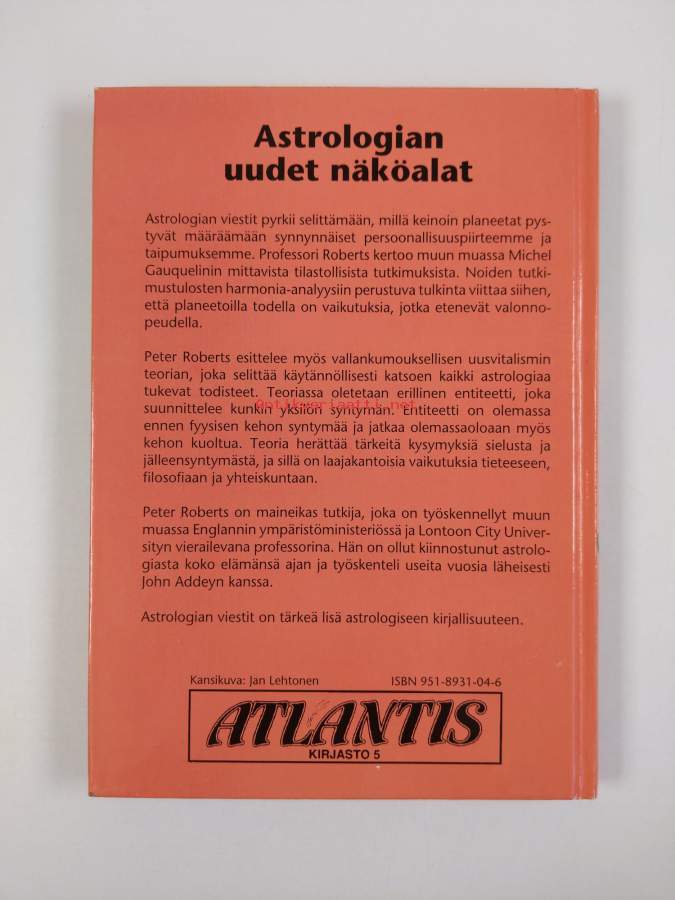 Astrologian
uudet näköalat
Astrologian viestit pyrkii selittämään, millä keinoin planeetat pys-
tyvät määräämään synnynnäiset persoonallisuuspiirteemme ja
taipumuksemme. Professori Roberts kertoo muun muassa Michel
Gauquelinin mittavista tilastollisista tutkimuksista. Noiden tutki-
mustulosten harmonia-analyysiin perustuva tulkinta viittaa siihen,
että planeetoilla todella on vaikutuksia, jotka etenevät valonno-
peudella.
Peter Roberts esittelee myös vallankumouksellisen uusvitalismin
teorian, joka selittää käytännöllisesti katsoen kaikki astrologiaa
tukevat todisteet. Teoriassa oletetaan erillinen entiteetti, joka
antikvariaatti.net
suunnittelee kunkin yksilön syntymän. Entiteetti on olemassa
ennen fyysisen kehon syntymää ja jatkaa olemassaoloaan myös
kehon kuoltua. Teoria herättää tärkeitä kysymyksiä sielusta ja
jälleensyntymästä, ja sillä on laajakantoisia vaikutuksia tieteeseen,
filosofiaan ja yhteiskuntaan.
Peter Roberts on maineikas tutkija, joka on työskennellyt muun
muassa Englannin ympäristöministeriössä ja Lontoon City Univer-
sityn vierailevana professorina. Hän on ollut kiinnostunut astrolo-
giasta koko elämänsä ajan ja työskenteli useita vuosia läheisesti
John Addeyn kanssa.
Astrologian viestit on tärkeä lisä astrologiseen kirjallisuuteen.
Kansikuva: Jan Lehtonen ISBN 951-8931-04-6
ATLANTIS
KIRJASTO 5